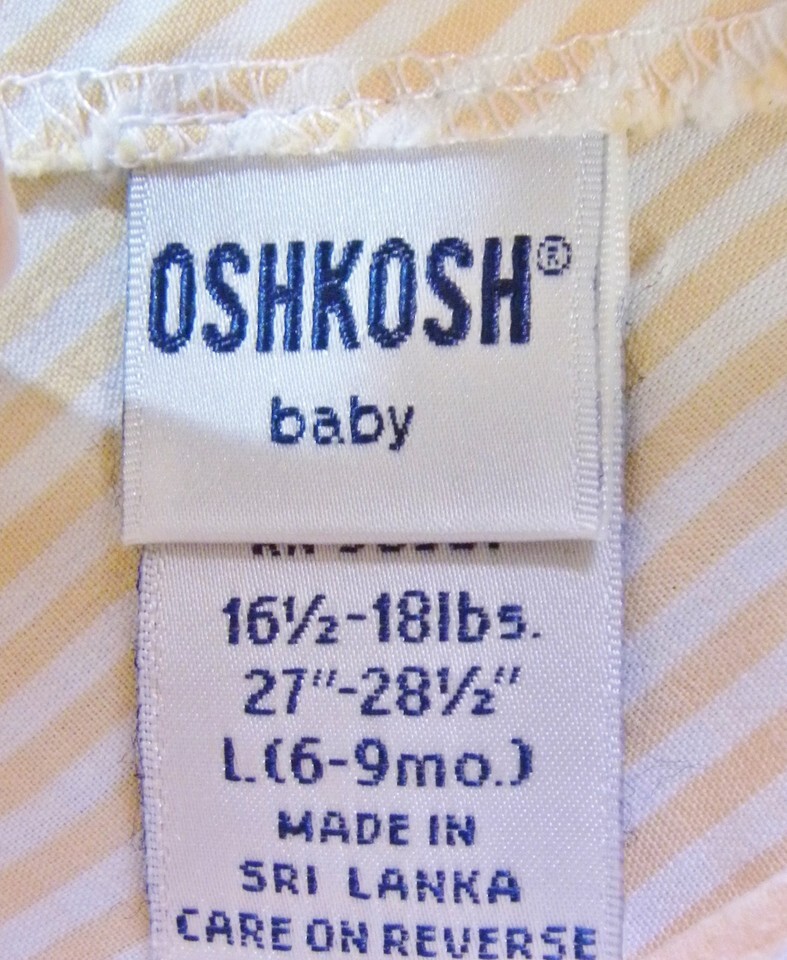 OSHKOSH®
baby
16½-18lbs.
27"-28½"
L(6-9mo.)
MADE IN
SRI LANKA
CARE ON REVERSE